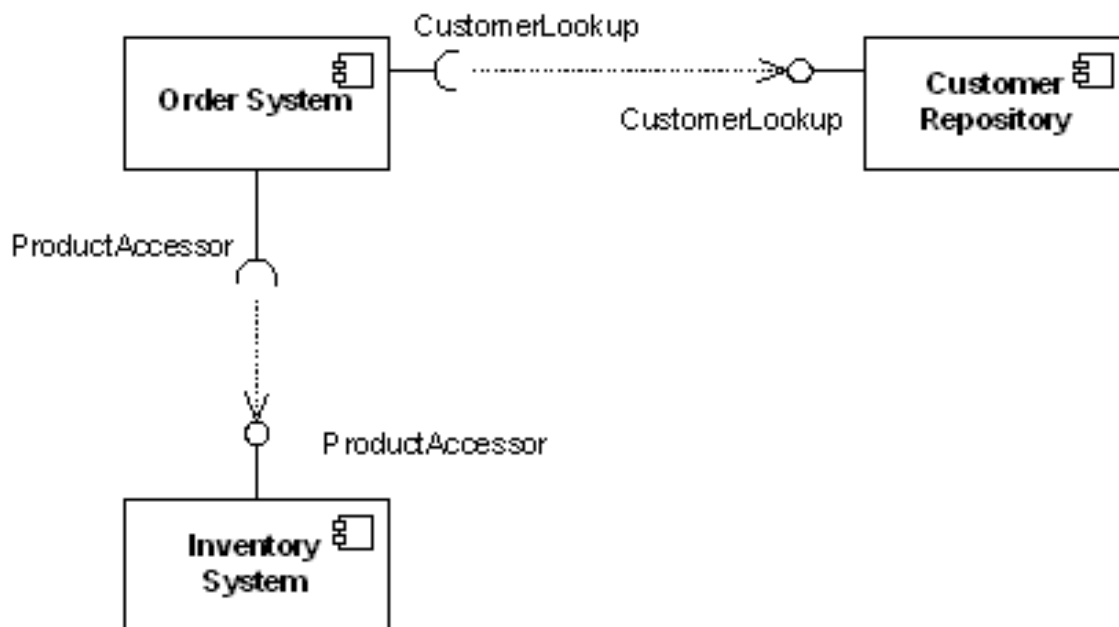 CustomerLookup
Order System
Customer
Repository
CustomerLookup
ProductAccessor
ProductAccessor
Inventory
System